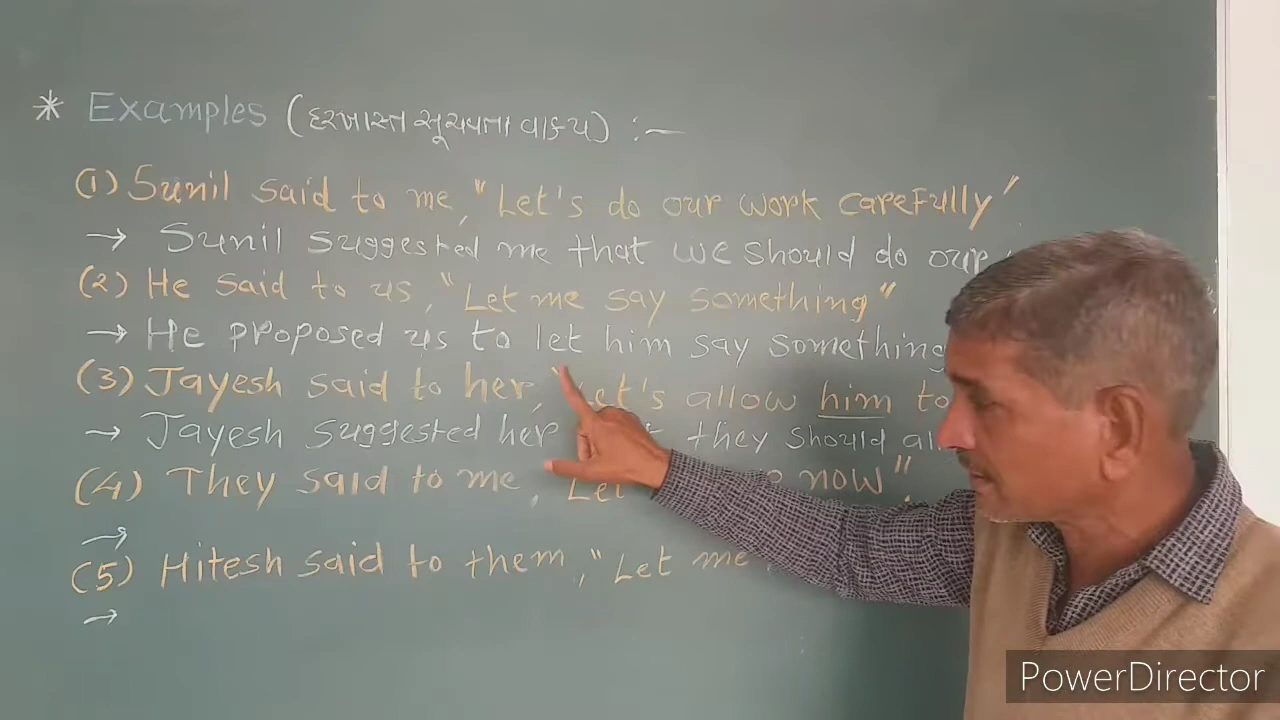 * Examples (દરખાસ્ત સૂચવતા વાક્ય) :-
(1) Sunil said to me, "Let's do our work carefully"
→ Sunil suggested me that we should do our
(2) He said to us, "Let me say something"
→ He proposed us to let him say something
(3) Jayesh said to her, "Let's allow him to
→ Jayesh suggested her they should
(4) They said to me, Let now".
→
(5) Hitesh said to them, "Let me
→
PowerDirector